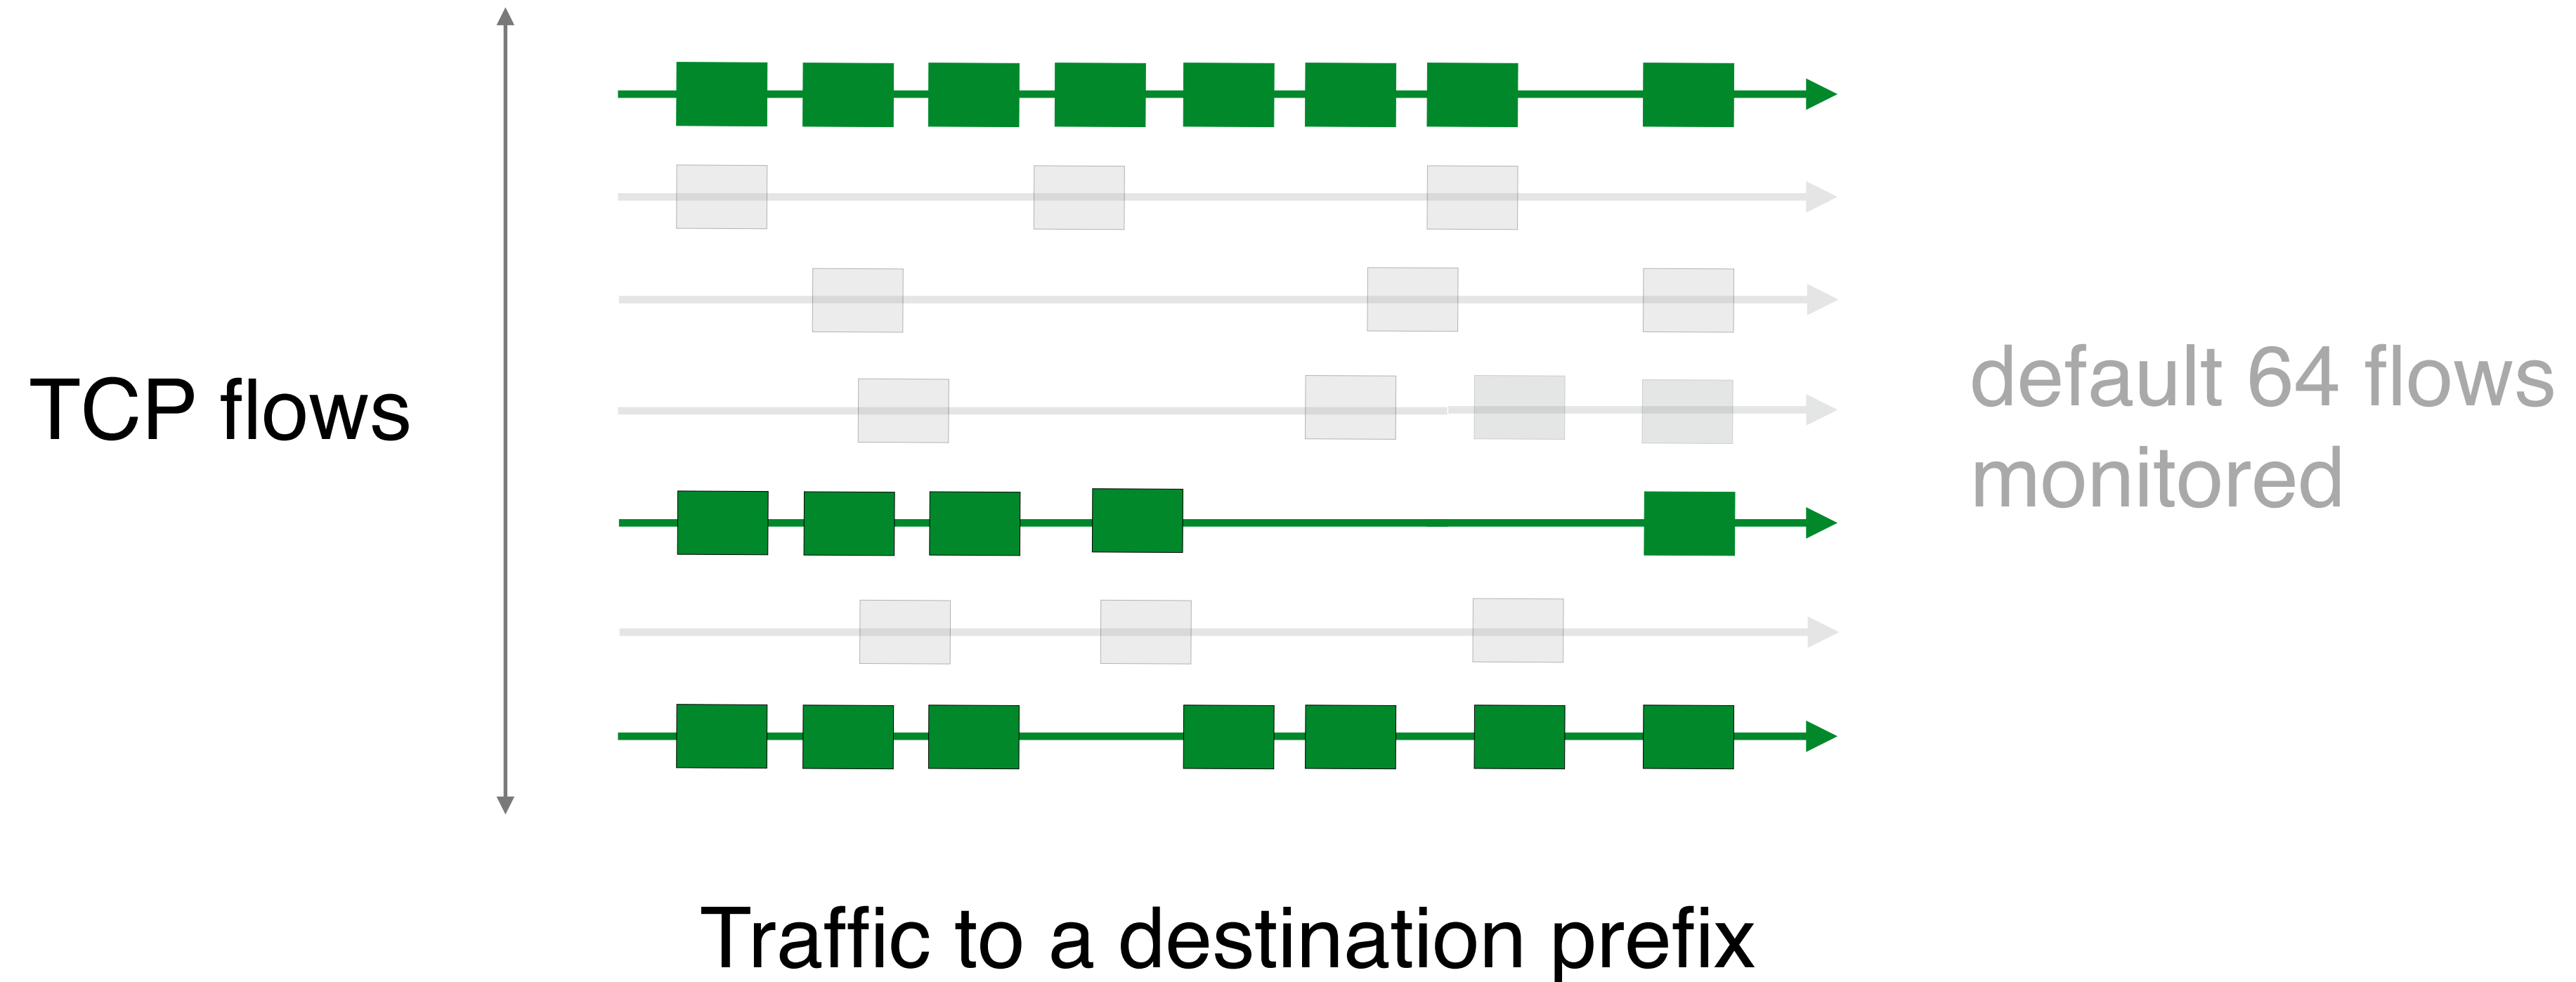 TCP flows
default 64 flows
monitored
Traffic to a destination prefix